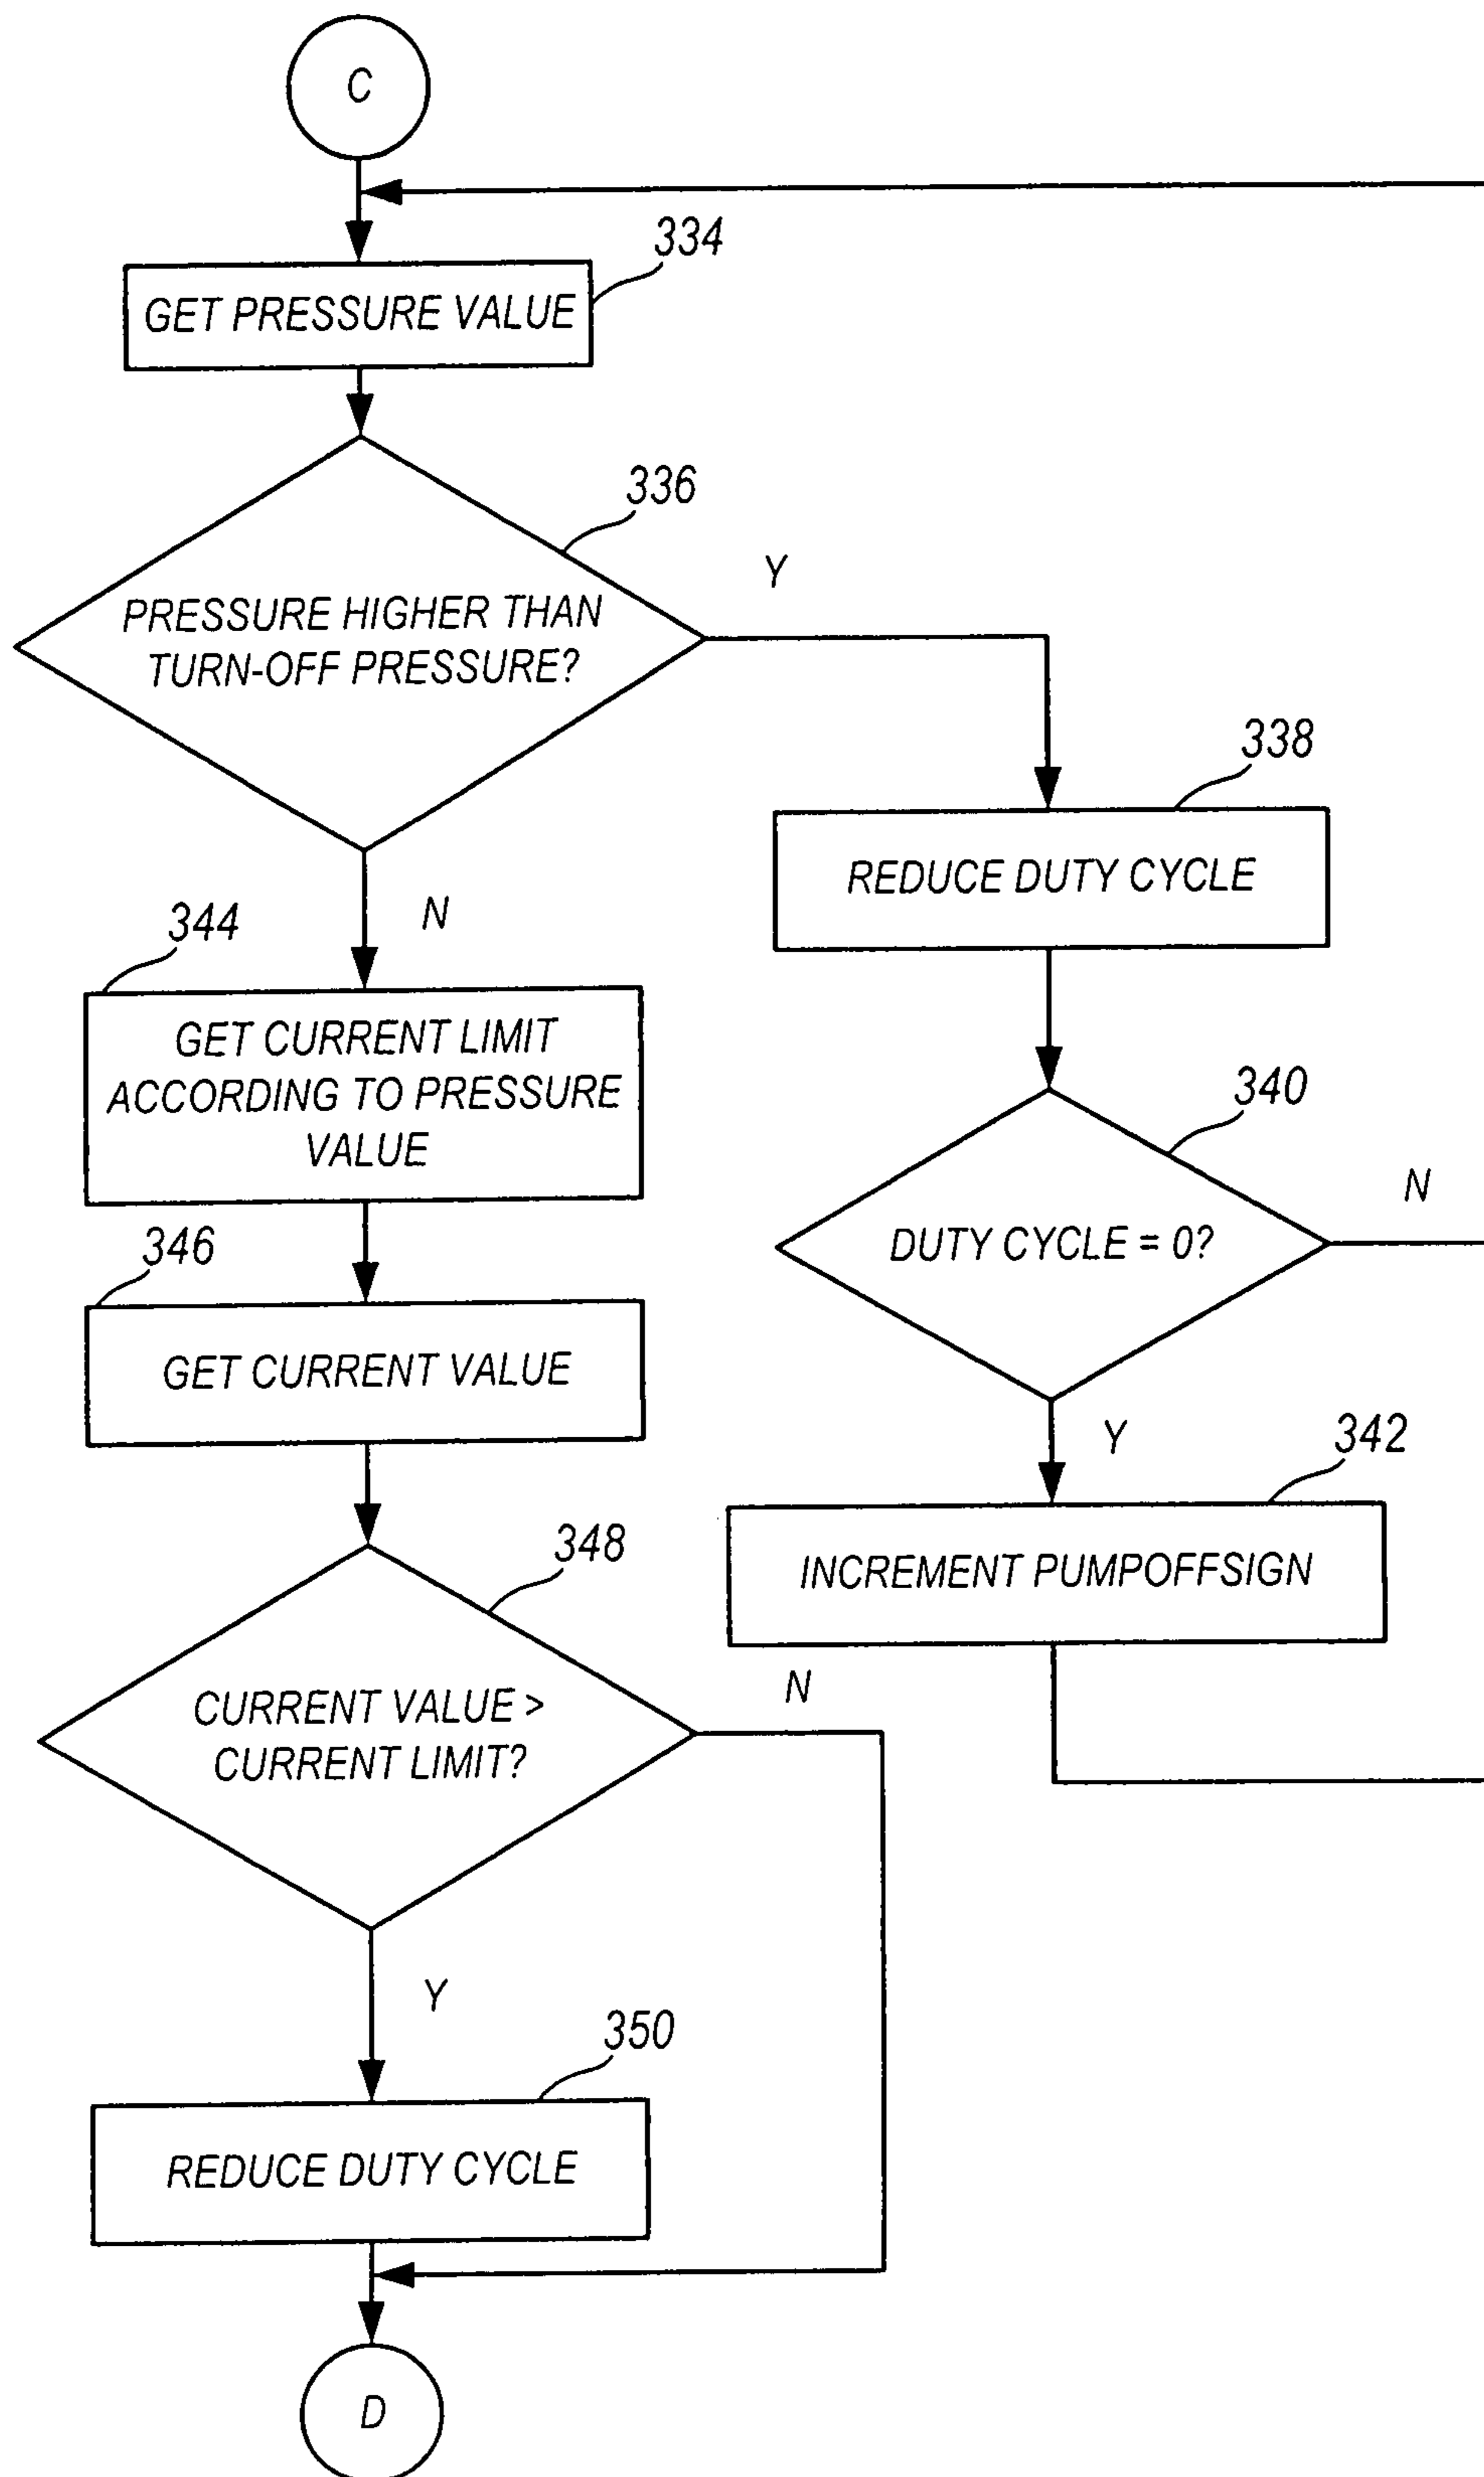 C
334
GET PRESSURE VALUE
336
PRESSURE HIGHER THAN
TURN-OFF PRESSURE?
Y
338
REDUCE DUTY CYCLE
N
344
GET CURRENT LIMIT
ACCORDING TO PRESSURE
VALUE
340
DUTY CYCLE = 0?
N
346
GET CURRENT VALUE
Y
342
INCREMENT PUMPOFFSIGN
348
CURRENT VALUE >
CURRENT LIMIT?
N
Y
350
REDUCE DUTY CYCLE
D